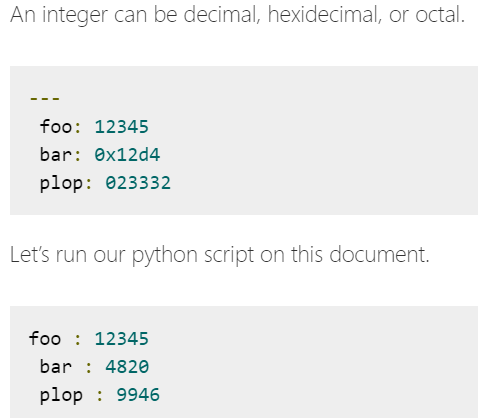 An integer can be decimal, hexidecimal, or octal.
---
foo: 12345
bar: 0x12d4
plop: 023332
Let’s run our python script on this document.
foo : 12345
bar : 4820
plop : 9946